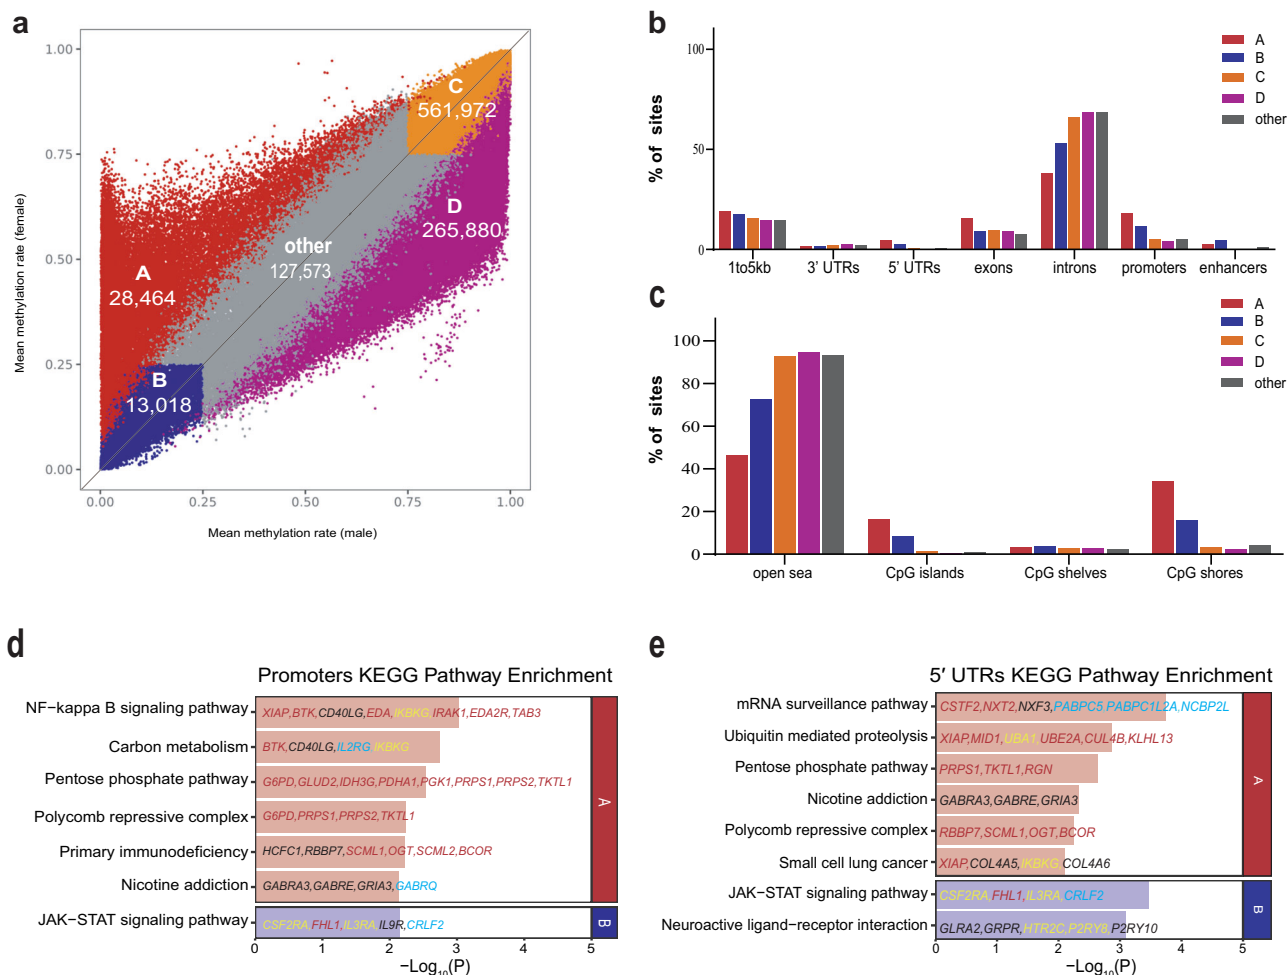 a
1.00
0.75
0.50
0.25
0.00
Mean methylation rate (female)
C
561,972
D
265,880
other
127,573
A
28,464
B
13,018
0.00 0.25 0.50 0.75 1.00
Mean methylation rate (male)
b
% of sites
100
50
0
1to5kb 3' UTRs 5' UTRs exons introns promoters enhancers
A
B
C
D
other
c
% of sites
100
80
60
40
20
0
open sea CpG islands CpG shelves CpG shores
A
B
C
D
other
d
Promoters KEGG Pathway Enrichment
NF−kappa B signaling pathway XIAP,BTK,CD40LG,EDA,IKBKG,IRAK1,EDA2R,TAB3
Carbon metabolism BTK,CD40LG,IL2RG IKBKG
Pentose phosphate pathway G6PD,GLUD2,IDH3G,PDHA1,PGK1,PRPS1,PRPS2,TKTL1
Polycomb repressive complex G6PD,PRPS1,PRPS2,TKTL1
Primary immunodeficiency HCFC1,RBBP7,SCML1,OGT,SCML2,BCOR
Nicotine addiction GABRA3,GABRE,GRIA3,GABRQ
A
JAK−STAT signaling pathway CSF2RA FHL1,IL3RA,IL9R,CRLF2
B
0 1 2 3 4 5
−Log10(P)
e
5′ UTRs KEGG Pathway Enrichment
mRNA surveillance pathway CSTF2,NXT2,NXF3,PABPC5 PABPC1L2A,NCBP2L
Ubiquitin mediated proteolysis XIAP,MID1,UBA1 UBE2A,CUL4B,KLHL13
Pentose phosphate pathway PRPS1,TKTL1,RGN
Nicotine addiction GABRA3,GABRE,GRIA3
Polycomb repressive complex RBBP7,SCML1,OGT,BCOR
Small cell lung cancer XIAP,COL4A5,IKBKG,COL4A6
A
JAK−STAT signaling pathway CSF2RA,FHL1,IL3RA,CRLF2
Neuroactive ligand−receptor interaction GLRA2,GRPR,HTR2C,P2RY8,P2RY10
B
0 1 2 3 4 5
−Log10(P)